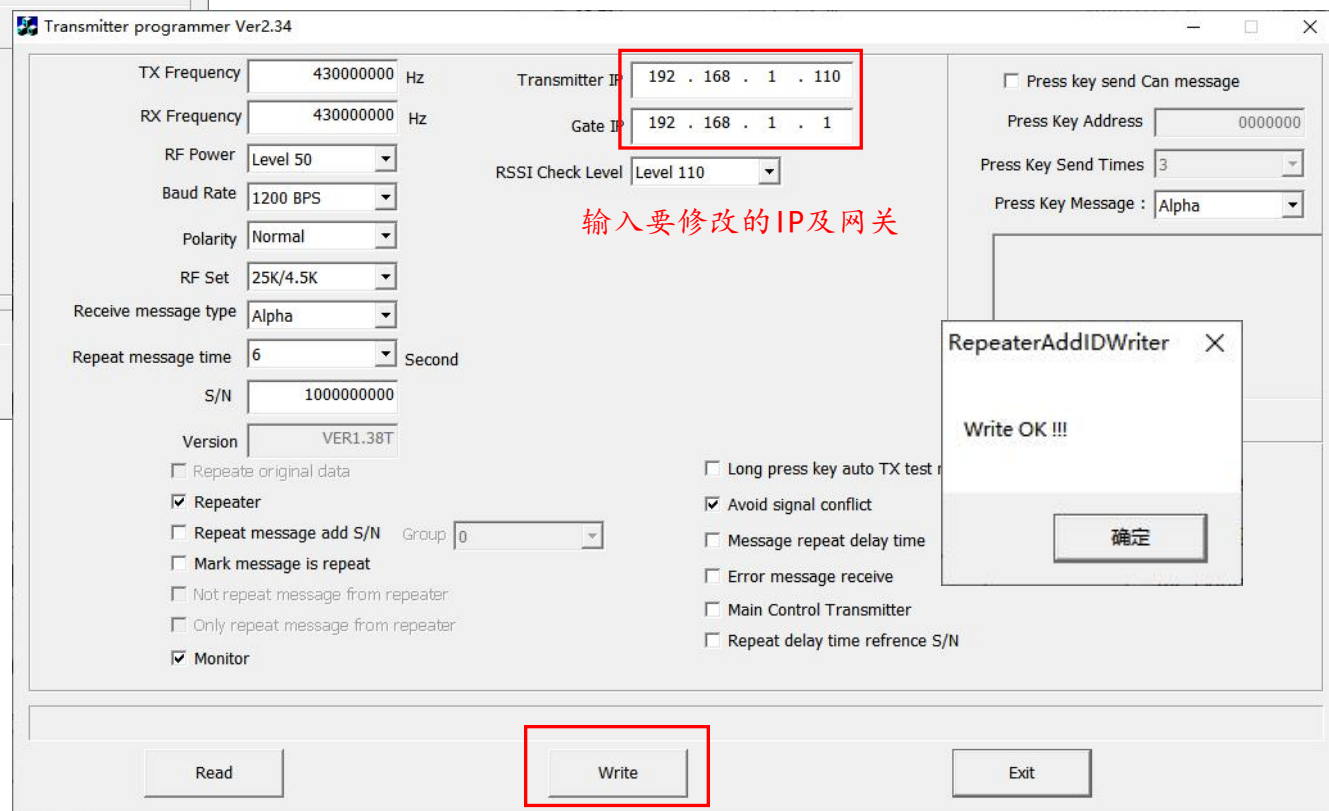 Transmitter programmer Ver2.34
TX Frequency 430000000 Hz
RX Frequency 430000000 Hz
RF Power Level 50
Baud Rate 1200 BPS
Polarity Normal
RF Set 25K/4.5K
Receive message type Alpha
Repeat message time 6 Second
S/N 1000000000
Version VER1.38T
Transmitter IP 192 . 168 . 1 . 110
Gate IP 192 . 168 . 1 . 1
RSSI Check Level Level 110
输入要修改的IP及网关
Press key send Can message
Press Key Address 0000000
Press Key Send Times 3
Press Key Message : Alpha
RepeaterAddIDWriter
Write OK !!!
确定
Repeate original data
Repeater
Repeat message add S/N Group 0
Mark message is repeat
Not repeat message from repeater
Only repeat message from repeater
Monitor
Long press key auto TX test
Avoid signal conflict
Message repeat delay time
Error message receive
Main Control Transmitter
Repeat delay time refrence S/N
Read
Write
Exit